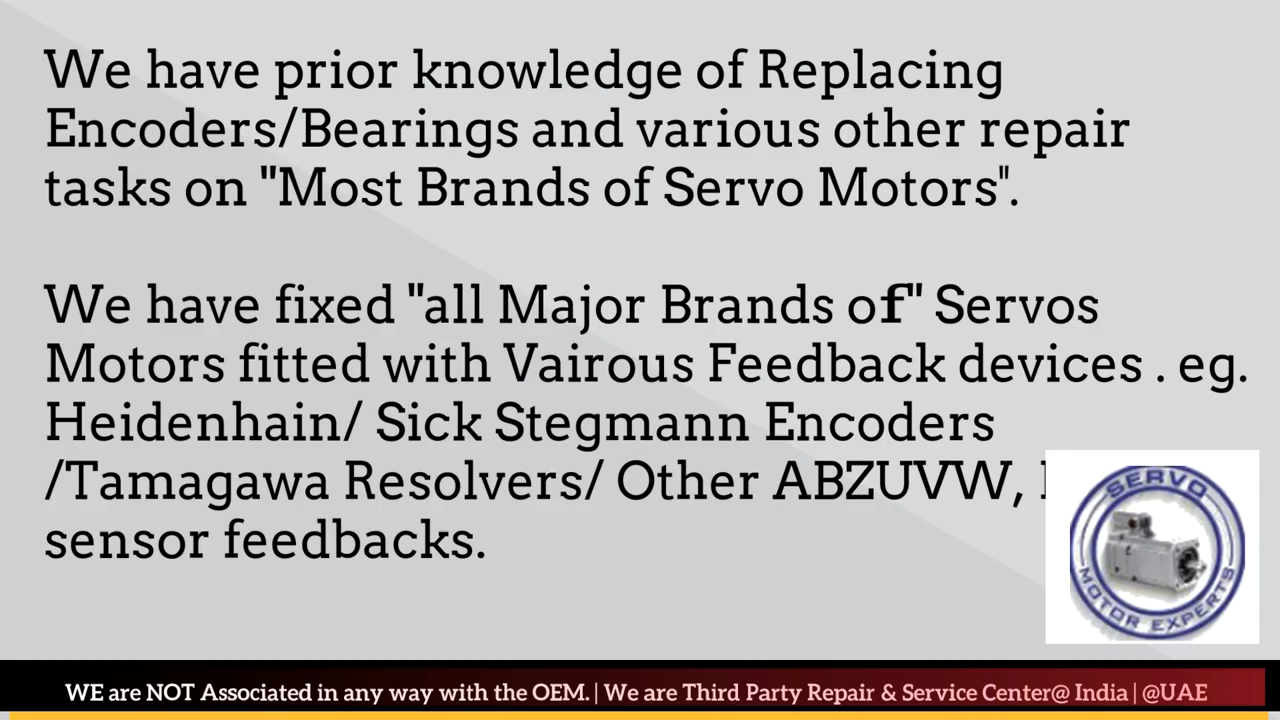 We have prior knowledge of Replacing
Encoders/Bearings and various other repair
tasks on "Most Brands of Servo Motors".
We have fixed "all Major Brands of" Servos
Motors fitted with Vairous Feedback devices . eg.
Heidenhain/ Sick Stegmann Encoders
/Tamagawa Resolvers/ Other ABZUVW,
sensor feedbacks.
SERVO
MOTOR EXPERTS
WE are NOT Associated in any way with the OEM. | We are Third Party Repair & Service Center@ India | @UAE